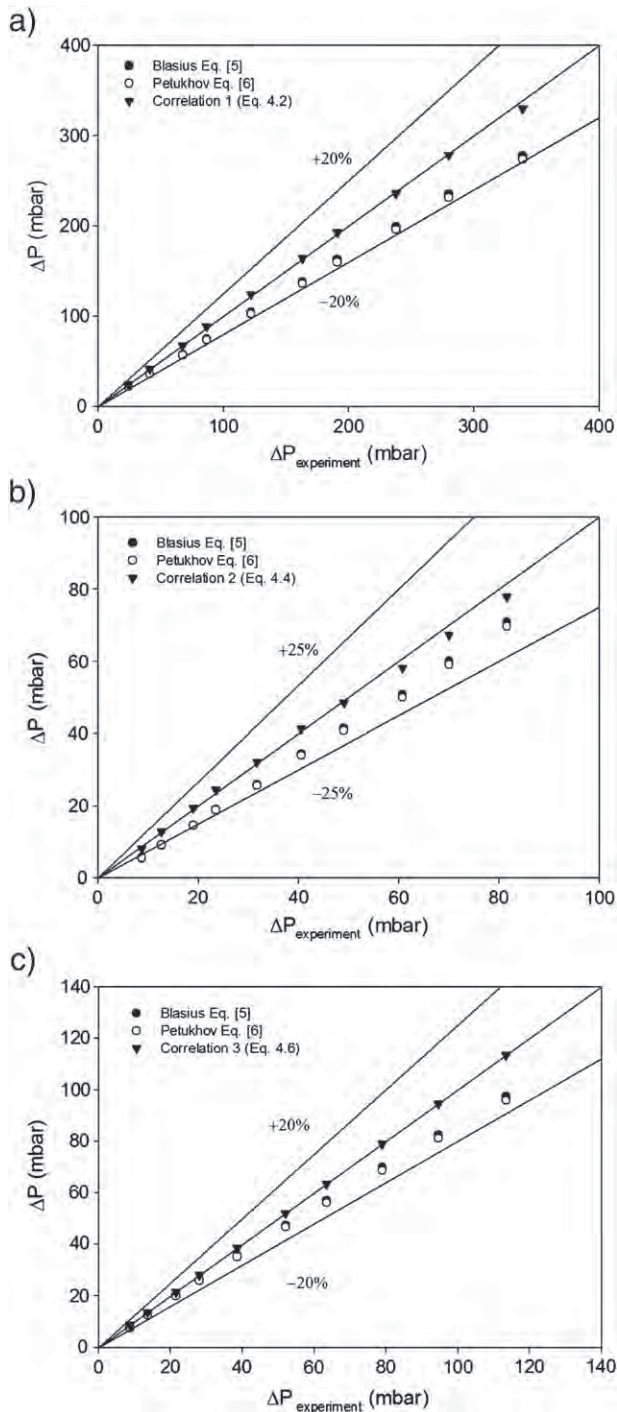 a)
400
Blasius Eq. [5]
Petukhov Eq. [6]
Correlation 1 (Eq. 4.2)
300
+20%
ΔP (mbar)
200
−20%
100
0
0 100 200 300 400
ΔPexperiment (mbar)
b)
100
Blasius Eq. [5]
Petukhov Eq. [6]
Correlation 2 (Eq. 4.4)
80
+25%
60
ΔP (mbar)
40
−25%
20
0
0 20 40 60 80 100
ΔPexperiment (mbar)
c)
140
Blasius Eq. [5]
Petukhov Eq. [6]
Correlation 3 (Eq. 4.6)
120
100
+20%
80
ΔP (mbar)
60
40
−20%
20
0
0 20 40 60 80 100 120 140
ΔPexperiment (mbar)